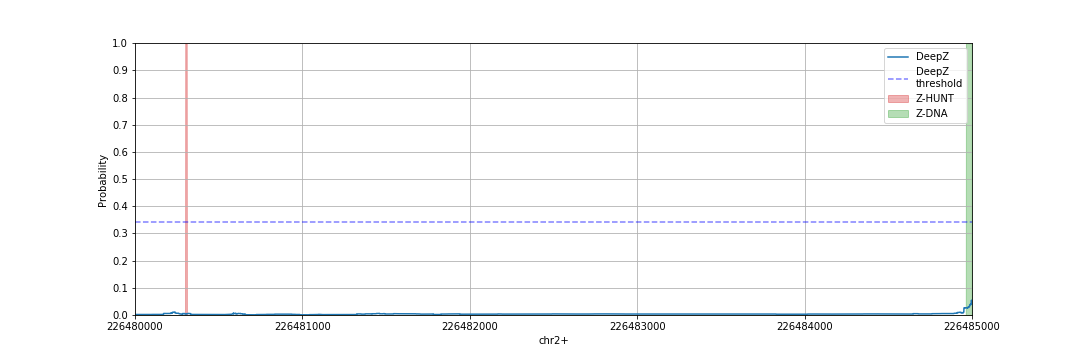 1.0
0.9
0.8
0.7
0.6
0.5
0.4
0.3
0.2
0.1
0.0
Probability
226480000
226481000
226482000
226483000
226484000
226485000
chr2+
DeepZ
DeepZ
threshold
Z-HUNT
Z-DNA